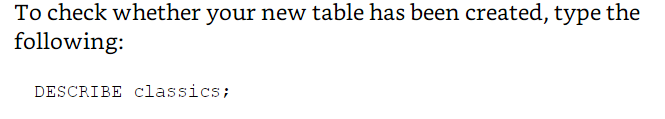 To check whether your new table has been created, type the
following:
DESCRIBE classics;